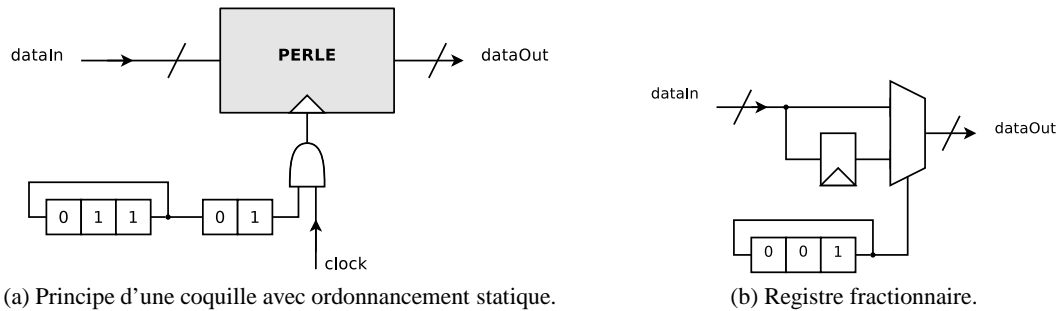 dataIn
PERLE
dataOut
0 1 1 0 1
clock
(a) Principe d'une coquille avec ordonnancement statique.
dataIn
dataOut
0 0 1
(b) Registre fractionnaire.